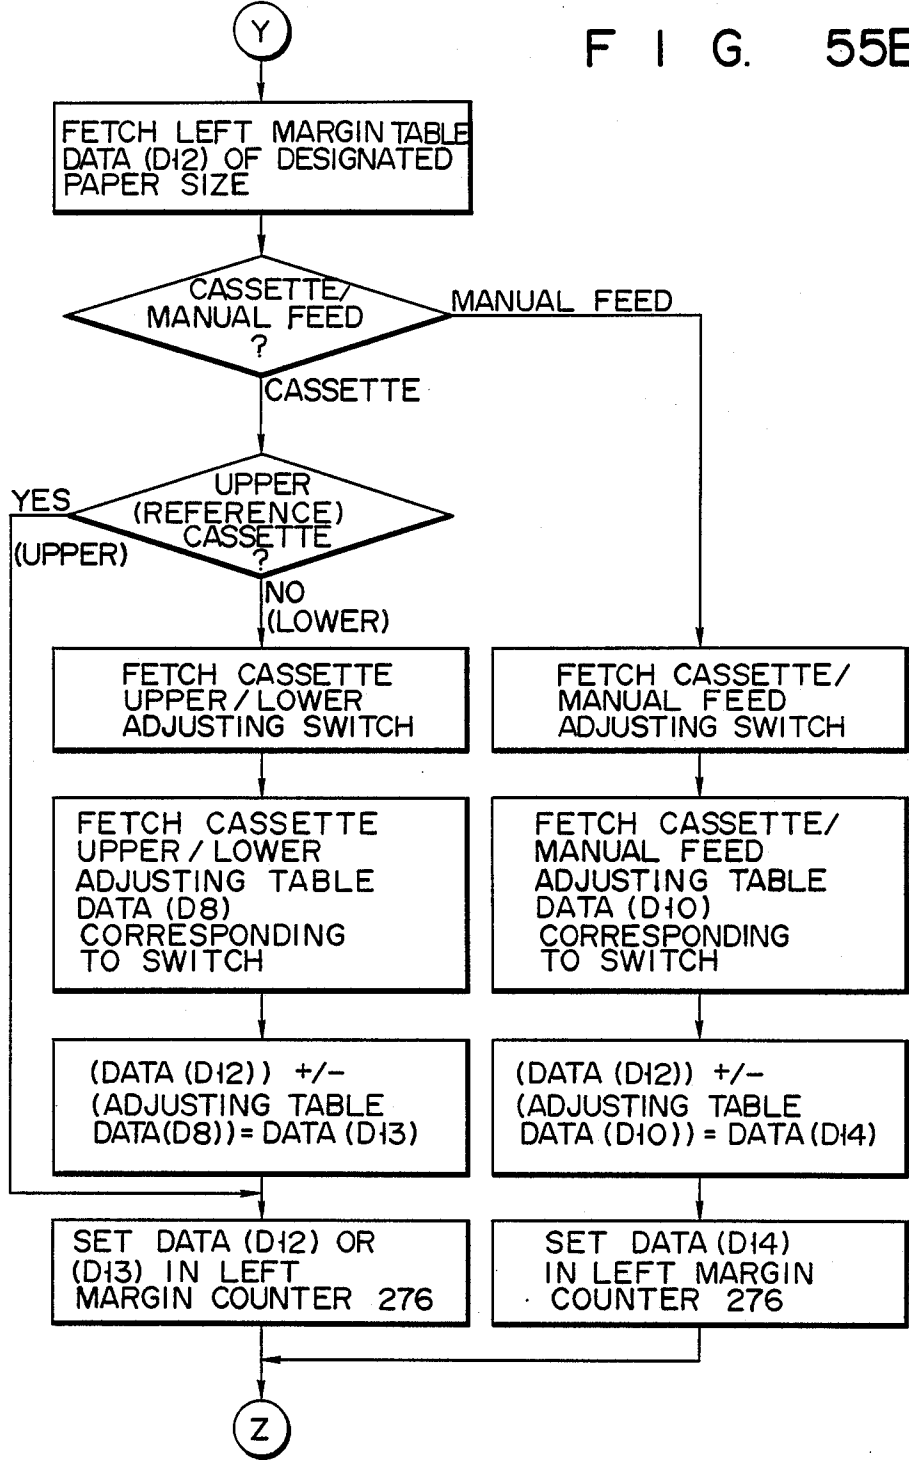 Y
F I G. 55E
FETCH LEFT MARGIN TABLE
DATA (D12) OF DESIGNATED
PAPER SIZE
CASSETTE/
MANUAL FEED
?
MANUAL FEED
CASSETTE
UPPER
(REFERENCE)
CASSETTE
?
YES
(UPPER)
NO
(LOWER)
FETCH CASSETTE
UPPER/LOWER
ADJUSTING SWITCH
FETCH CASSETTE/
MANUAL FEED
ADJUSTING SWITCH
FETCH CASSETTE
UPPER/LOWER
ADJUSTING TABLE
DATA (D8)
CORRESPONDING
TO SWITCH
FETCH CASSETTE/
MANUAL FEED
ADJUSTING TABLE
DATA (D10)
CORRESPONDING
TO SWITCH
(DATA (D12)) +/-
(ADJUSTING TABLE
DATA(D8)) = DATA (D13)
(DATA (D12)) +/-
(ADJUSTING TABLE
DATA (D10)) = DATA(D14)
SET DATA (D12) OR
(D13) IN LEFT
MARGIN COUNTER 276
SET DATA (D14)
IN LEFT MARGIN
COUNTER 276
Z